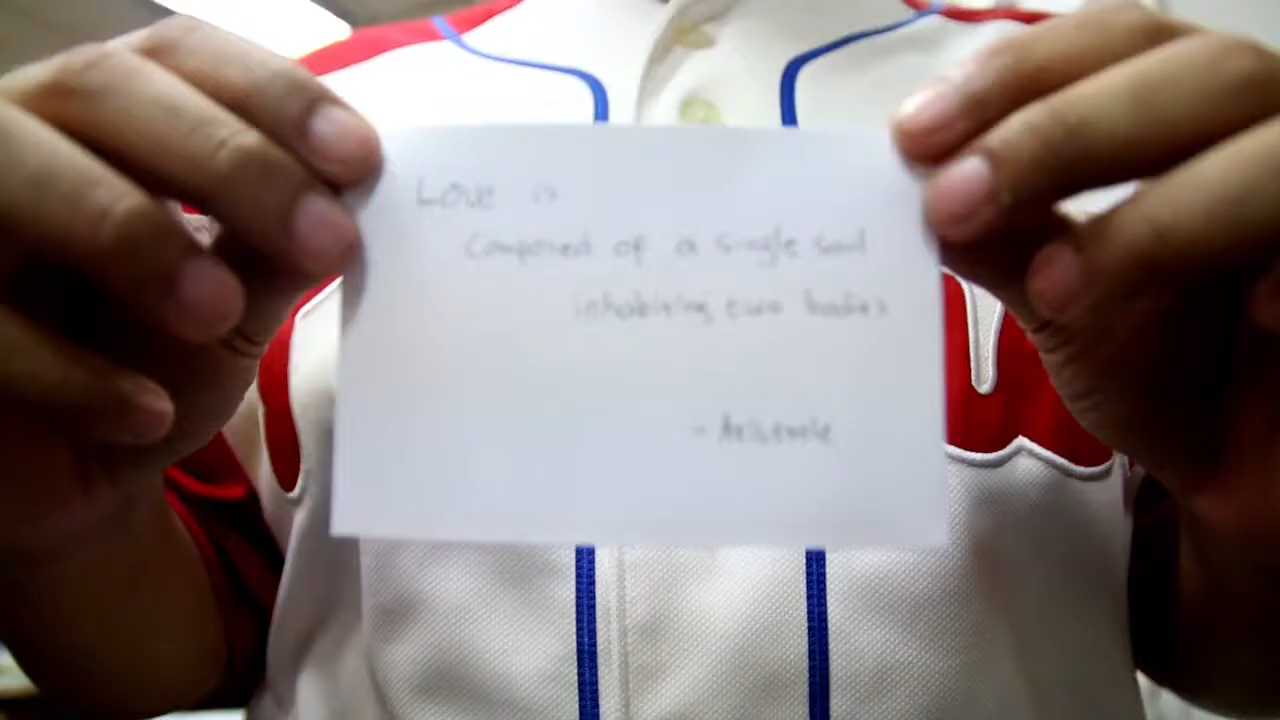 Love is
Composed of a single soul
inhabiting two bodies
- Aristotle